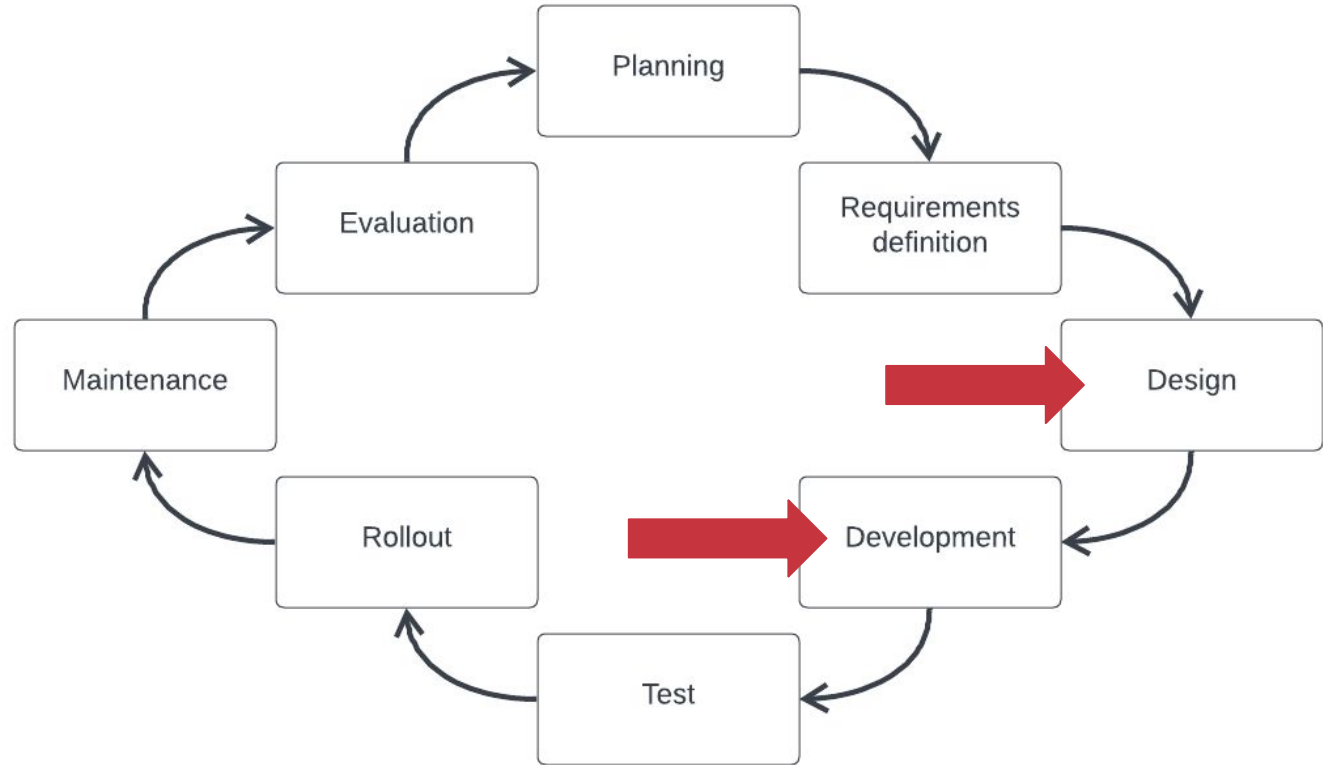 Planning
Requirements
definition
Design
Development
Test
Rollout
Maintenance
Evaluation